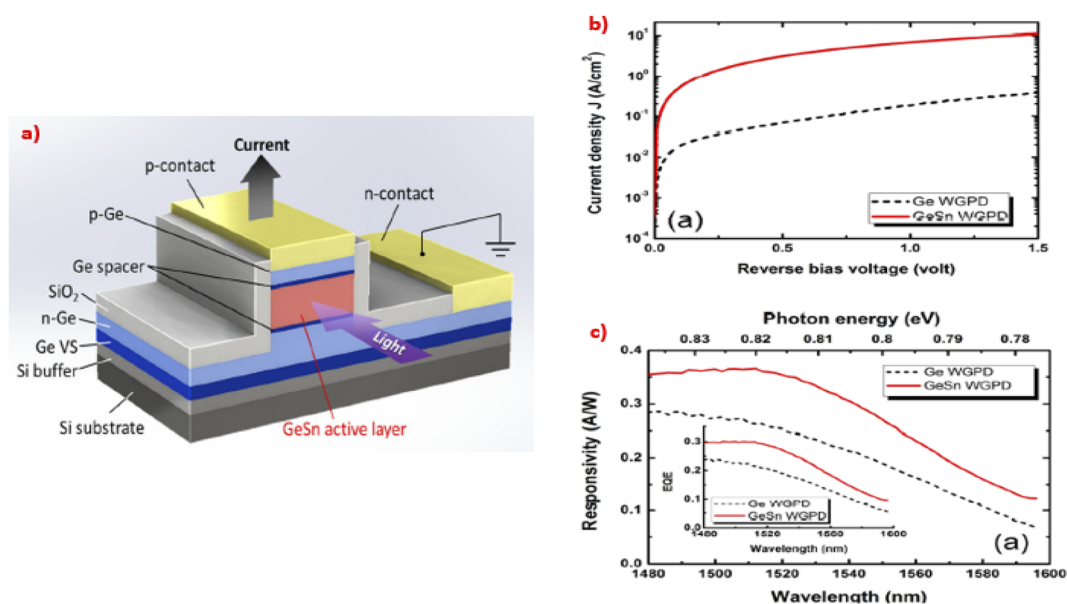 a)
Current
p-contact
n-contact
p-Ge
Ge spacer
SiO2
n-Ge
Ge VS
Si buffer
Si substrate
Light
GeSn active layer
b)
Current density J (A/cm2)
10^1
10^0
10^-1
10^-2
10^-3
10^-4
(a)
Ge WGPD
GeSn WGPD
0.0 0.5 1.0 1.5
Reverse bias voltage (volt)
c)
Photon energy (eV)
0.83 0.82 0.81 0.8 0.79 0.78
Responsivity (A/W)
0.4
0.3
0.2
0.1
0.0
Ge WGPD
GeSn WGPD
EQE
0.3
0.2
0.1
0.0
Ge WGPD
GeSn WGPD
1480 1520 1560 1600
Wavelength (nm)
(a)
1480 1500 1520 1540 1560 1580 1600
Wavelength (nm)